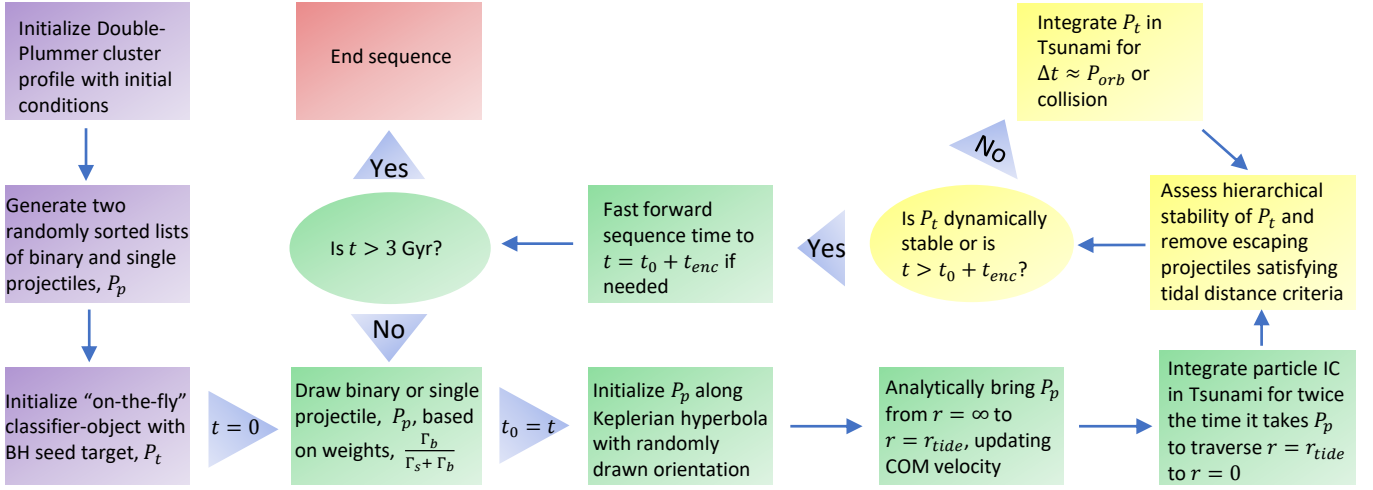 Initialize Double-
Plummer cluster
profile with initial
conditions
Generate two
randomly sorted lists
of binary and single
projectiles, P_p
Initialize “on-the-fly”
classifier-object with
BH seed target, P_t
t = 0
End sequence
Yes
Is t > 3 Gyr?
No
Draw binary or single
projectile, P_p, based
on weights, Γ_b / (Γ_s + Γ_b)
t_0 = t
Fast forward
sequence time to
t = t_0 + t_enc if
needed
Initialize P_p along
Keplerian hyperbola
with randomly
drawn orientation
Yes
Is P_t dynamically
stable or is
t > t_0 + t_enc?
No
Analytically bring P_p
from r = ∞ to
r = r_tide, updating
COM velocity
Integrate P_t in
Tsunami for
Δt ≈ P_orb or
collision
Assess hierarchical
stability of P_t and
remove escaping
projectiles satisfying
tidal distance criteria
Integrate particle IC
in Tsunami for twice
the time it takes P_p
to traverse r = r_tide
to r = 0